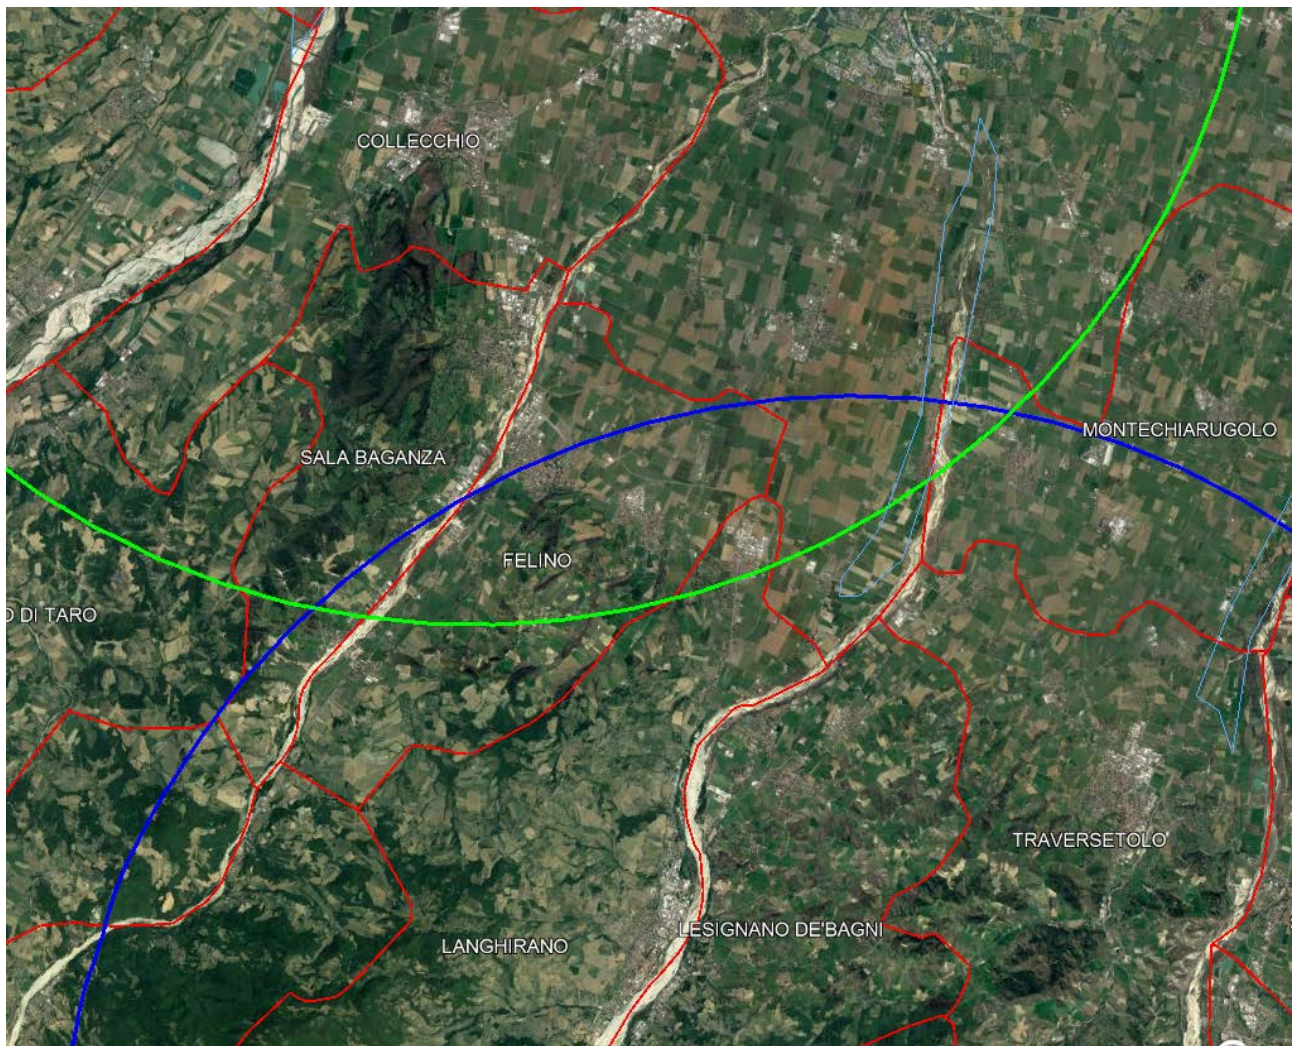 COLLECCHIO
MONTECHIARUGOLO
SALA BAGANZA
FELINO
O DI TARO
TRAVERSETOLO
LESIGNANO DE'BAGNI
LANGHIRANO